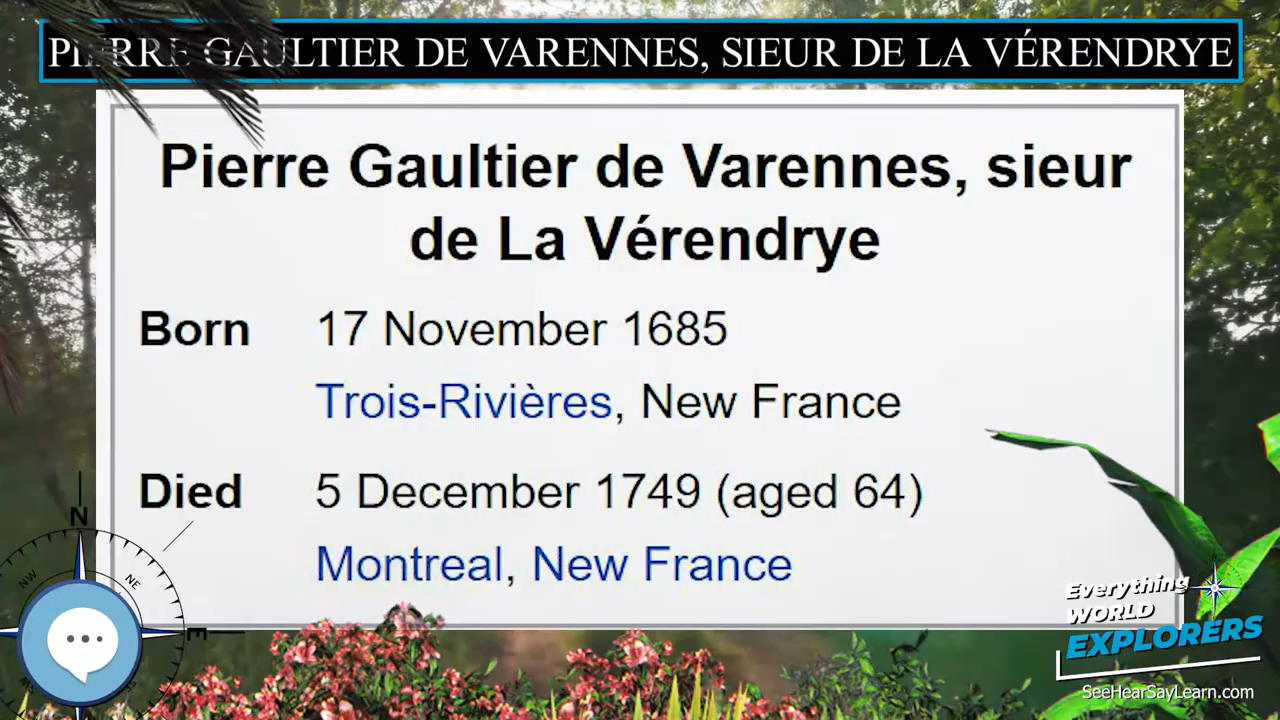 PIERRE GAULTIER DE VARENNES, SIEUR DE LA VÉRENDRYE
Pierre Gaultier de Varennes, sieur
de La Vérendrye
Born 17 November 1685
Trois-Rivières, New France
Died 5 December 1749 (aged 64)
Montreal, New France
N
NW NE
E
Everything
WORLD
EXPLORERS
SeeHearSayLearn.com